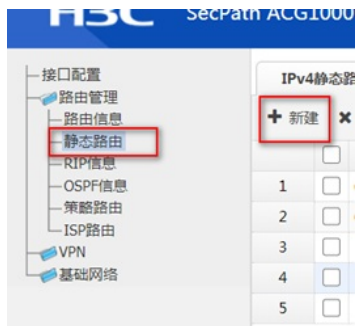 H3C SecPath ACG1000
接口配置
路由管理
路由信息
静态路由
RIP信息
OSPF信息
策略路由
ISP路由
VPN
基础网络
IPv4静态路
新建
1
2
3
4
5